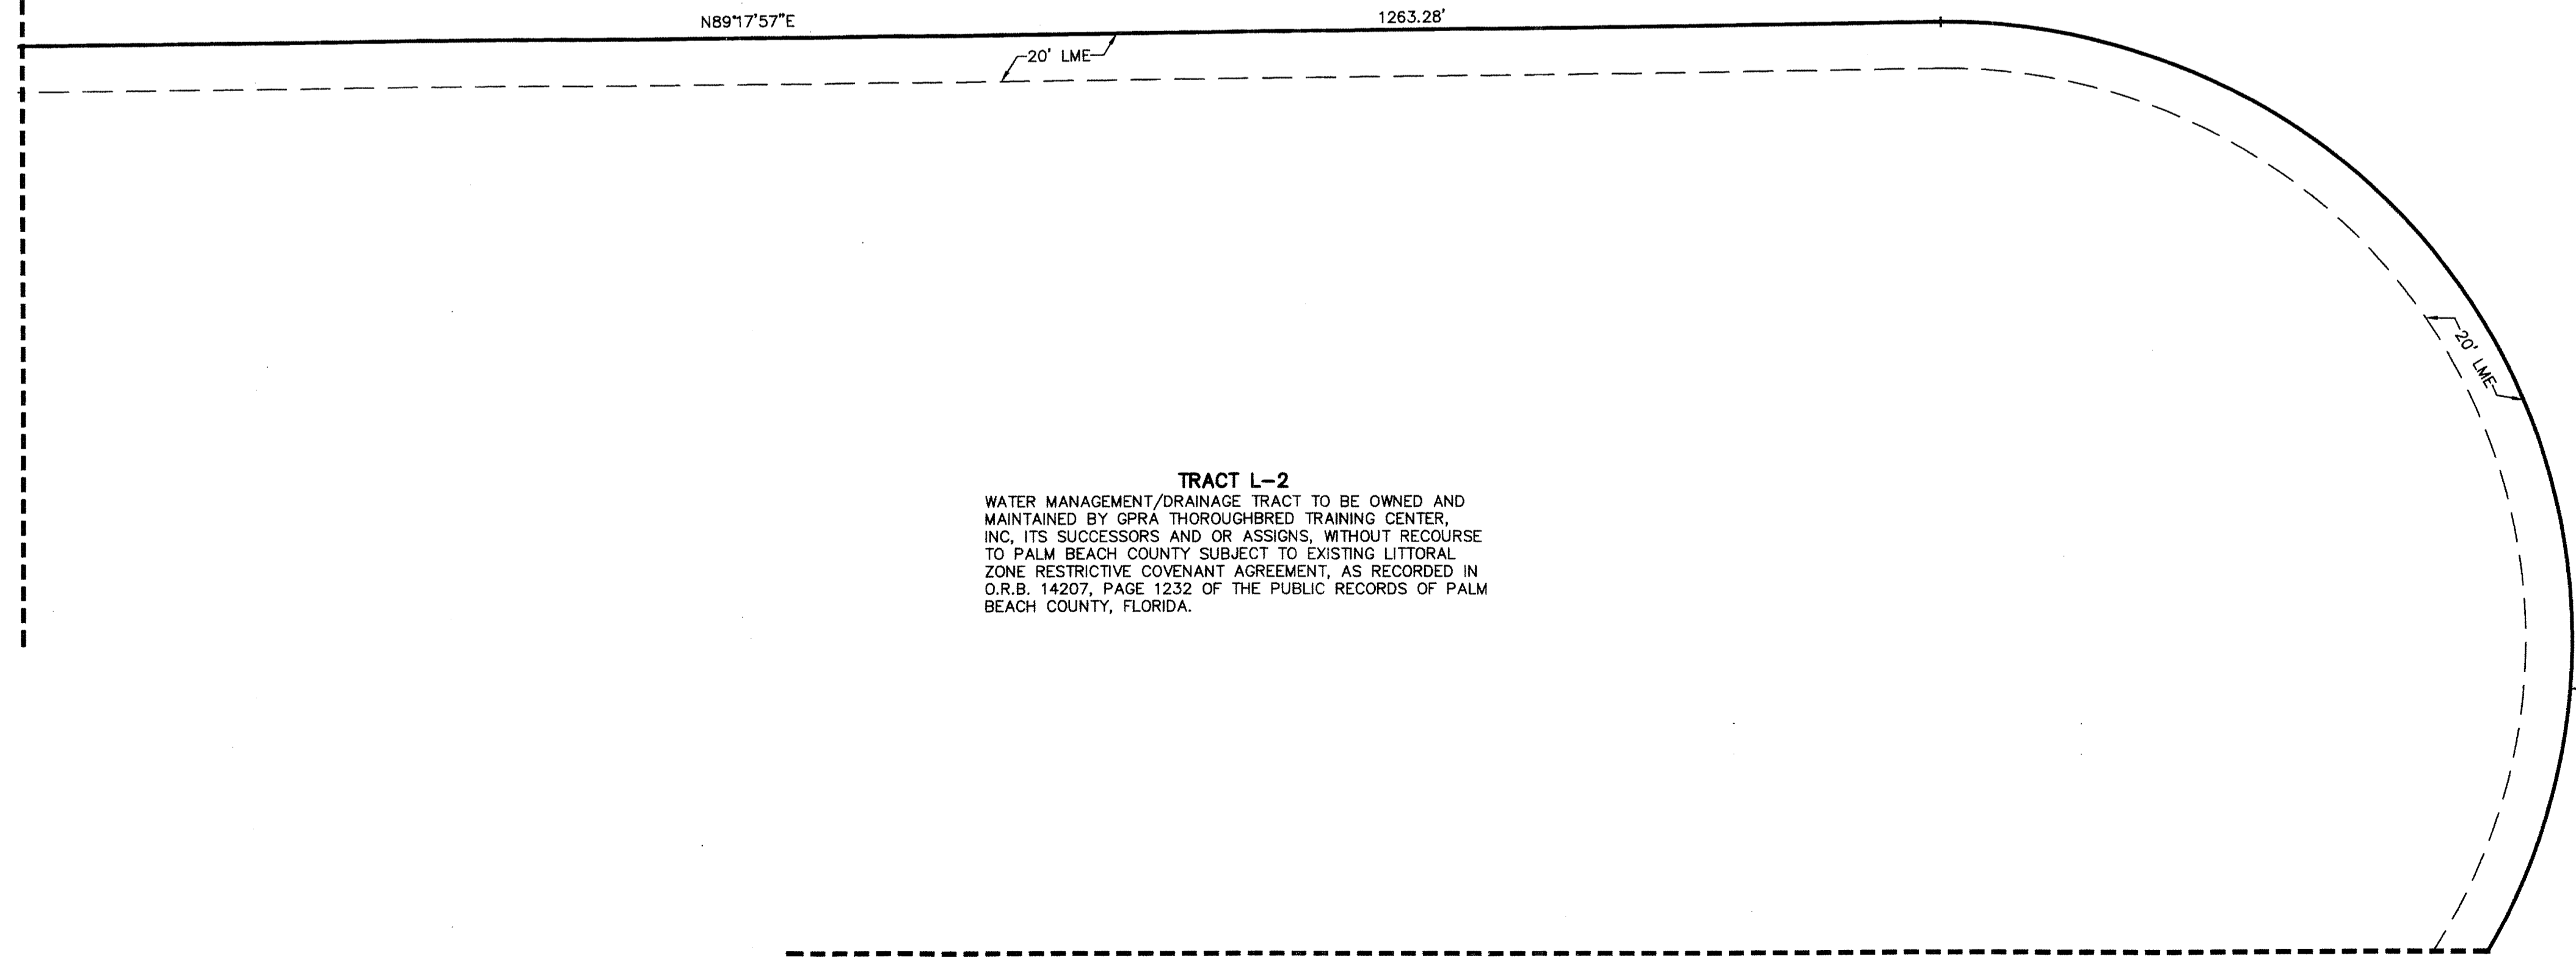 N89°17'57"E
1263.28'
20' LME
20' LME
TRACT L-2
WATER MANAGEMENT/DRAINAGE TRACT TO BE OWNED AND
MAINTAINED BY GPRA THOROUGHBRED TRAINING CENTER,
INC, ITS SUCCESSORS AND OR ASSIGNS, WITHOUT RECOURSE
TO PALM BEACH COUNTY SUBJECT TO EXISTING LITTORAL
ZONE RESTRICTIVE COVENANT AGREEMENT, AS RECORDED IN
O.R.B. 14207, PAGE 1232 OF THE PUBLIC RECORDS OF PALM
BEACH COUNTY, FLORIDA.